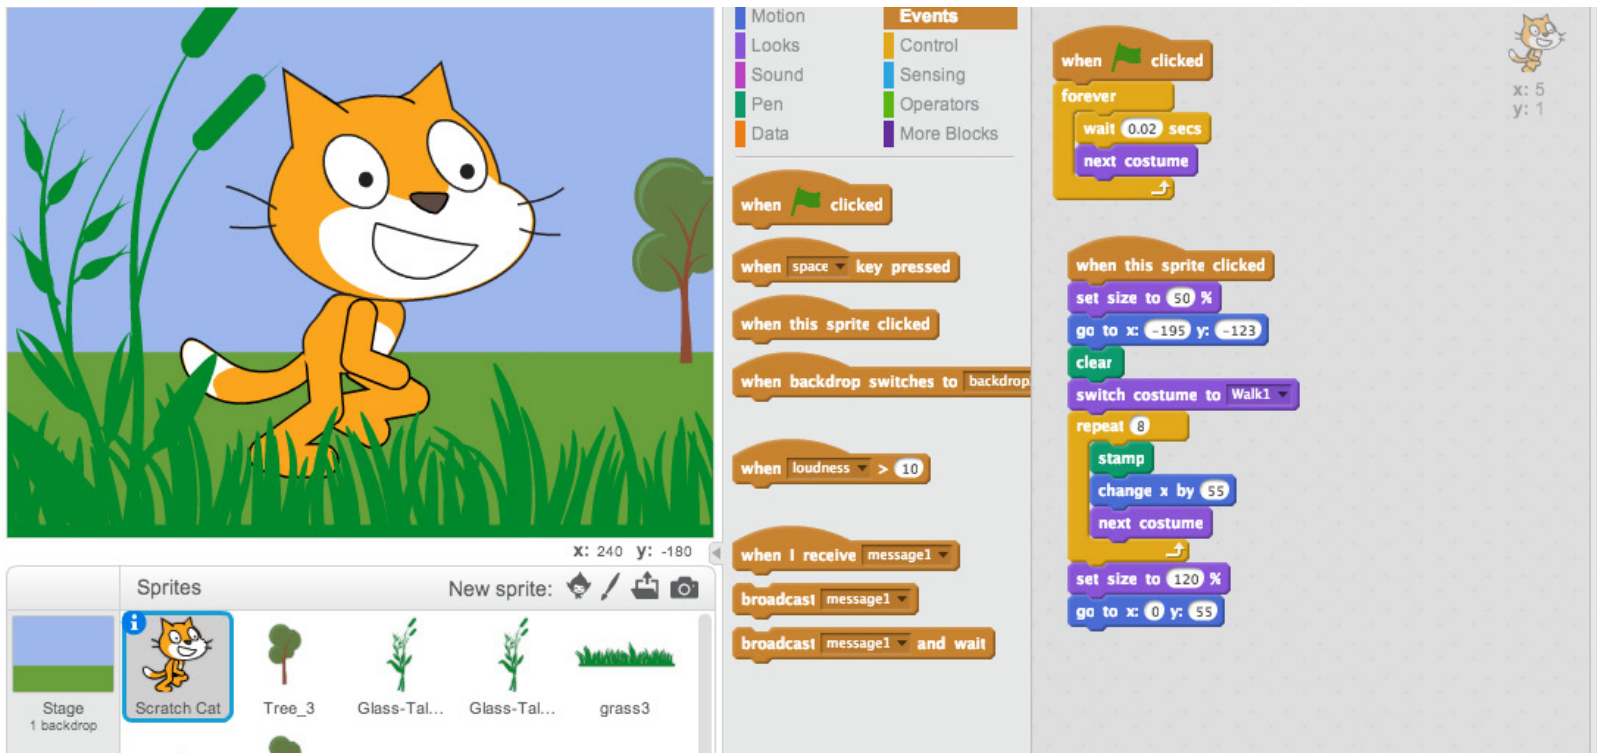 Motion
Events
Looks
Control
Sound
Sensing
Pen
Operators
Data
More Blocks
when clicked
when space key pressed
when this sprite clicked
when backdrop switches to backdrop
when loudness > 10
when I receive message1
broadcast message1
broadcast message1 and wait
when clicked
forever
wait 0.02 secs
next costume
x: 5
y: 1
when this sprite clicked
set size to 50 %
go to x: -195 y: -123
clear
switch costume to Walk1
repeat 8
stamp
change x by 55
next costume
set size to 120 %
go to x: 0 y: 55
x: 240 y: -180
Sprites
New sprite:
i
Stage
1 backdrop
Scratch Cat
Tree_3
Glass-Tal...
Glass-Tal...
grass3